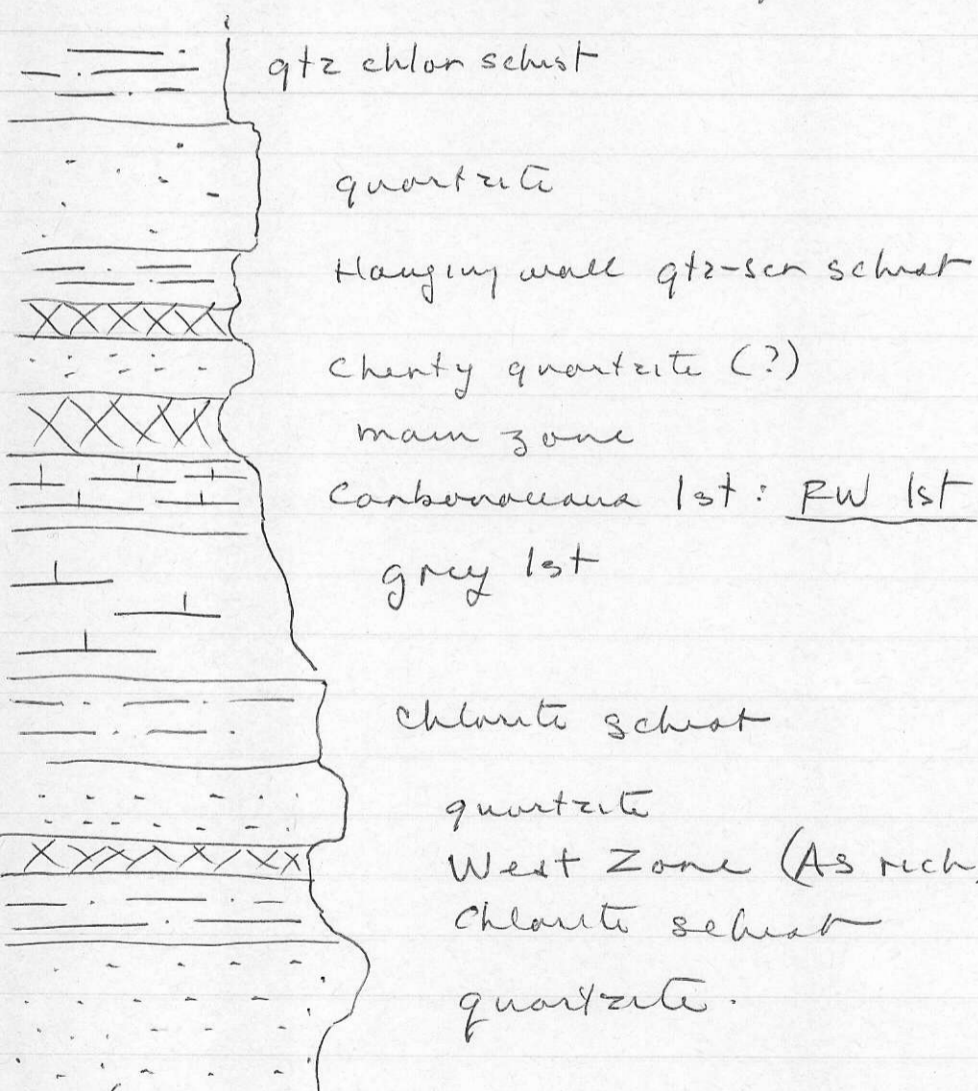 qtz chlor schist
quartzite
Hanging wall qtz-ser schist
cherty quartzite (?)
main zone
carbonaceous lst: FW lst
grey lst
chlorite schist
quartzite
West Zone (As rich)
chlorite schist
quartzite.